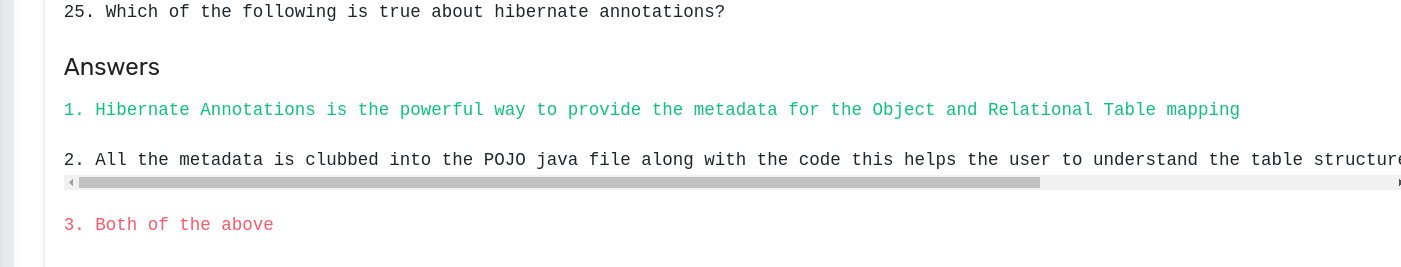 25. Which of the following is true about hibernate annotations?
Answers
1. Hibernate Annotations is the powerful way to provide the metadata for the Object and Relational Table mapping
2. All the metadata is clubbed into the POJO java file along with the code this helps the user to understand the table structure
3. Both of the above